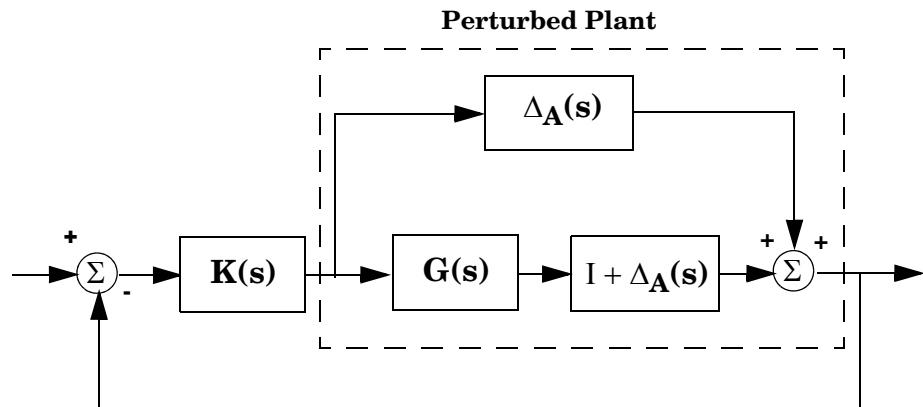 Perturbed Plant
Δ_A(s)
+ + +
Σ K(s) G(s) I + Δ_A(s) Σ
-